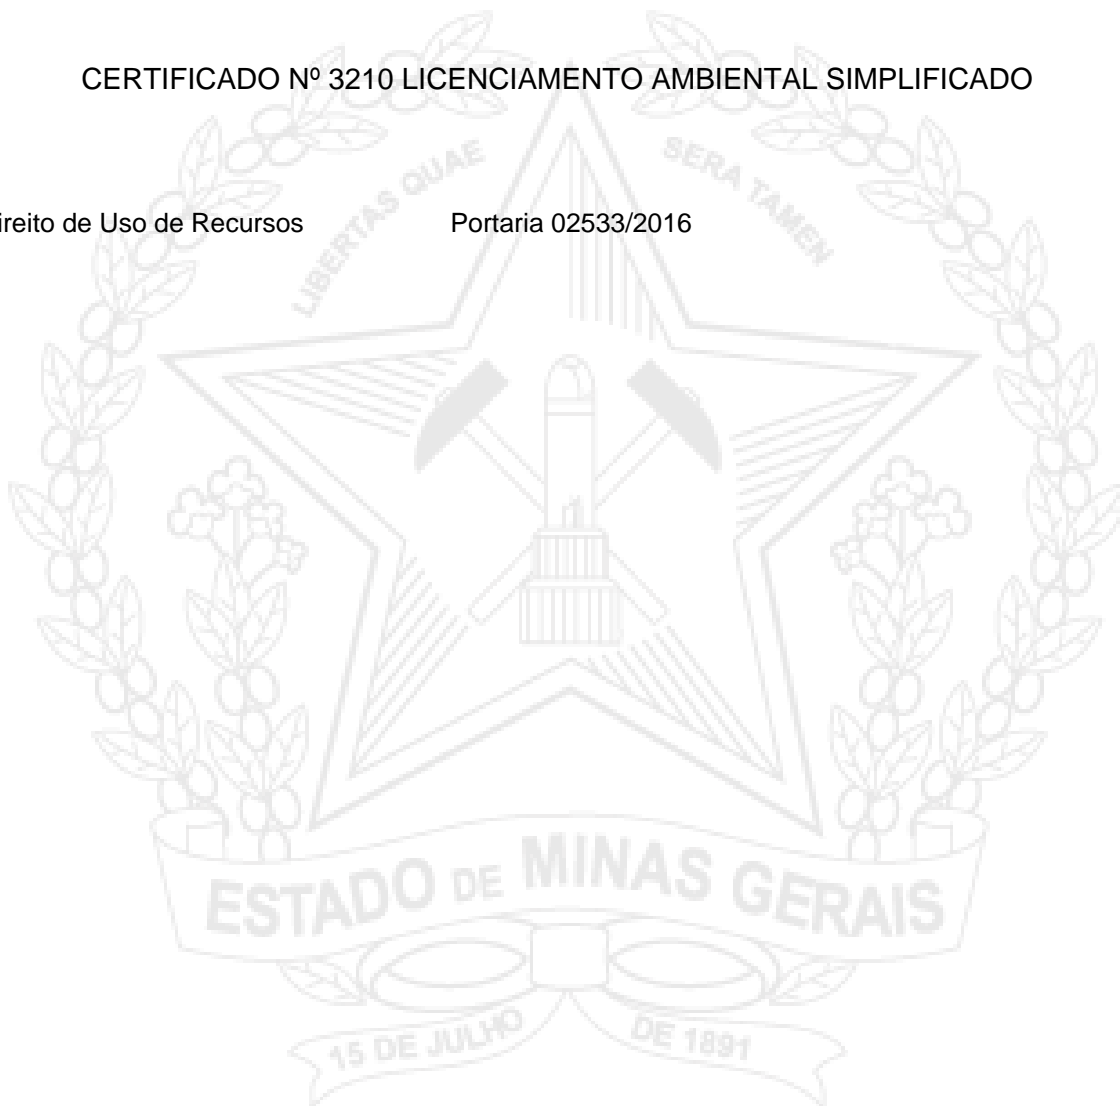 CERTIFICADO Nº 3210 LICENCIAMENTO AMBIENTAL SIMPLIFICADO
LIBERTAS QUAE SERA TAMEN
ireito de Uso de Recursos Portaria 02533/2016
ESTADO DE MINAS GERAIS
15 DE JULHO DE 1891